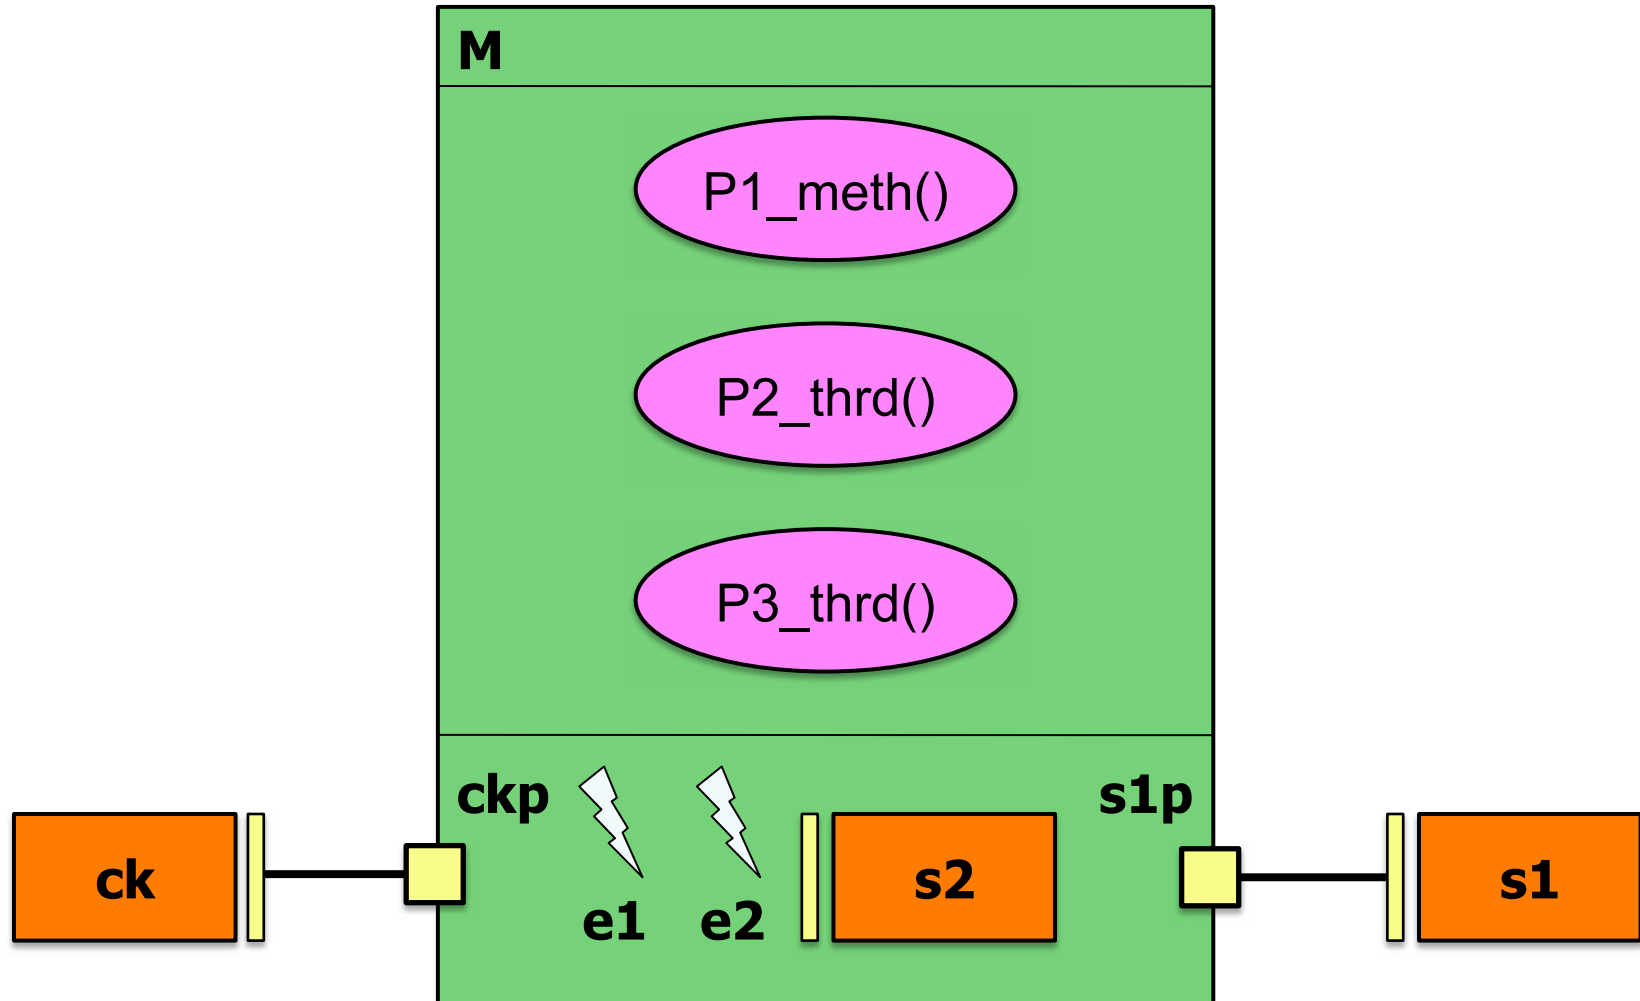 M
P1_meth()
P2_thrd()
P3_thrd()
ckp
s1p
ck
e1
e2
s2
s1